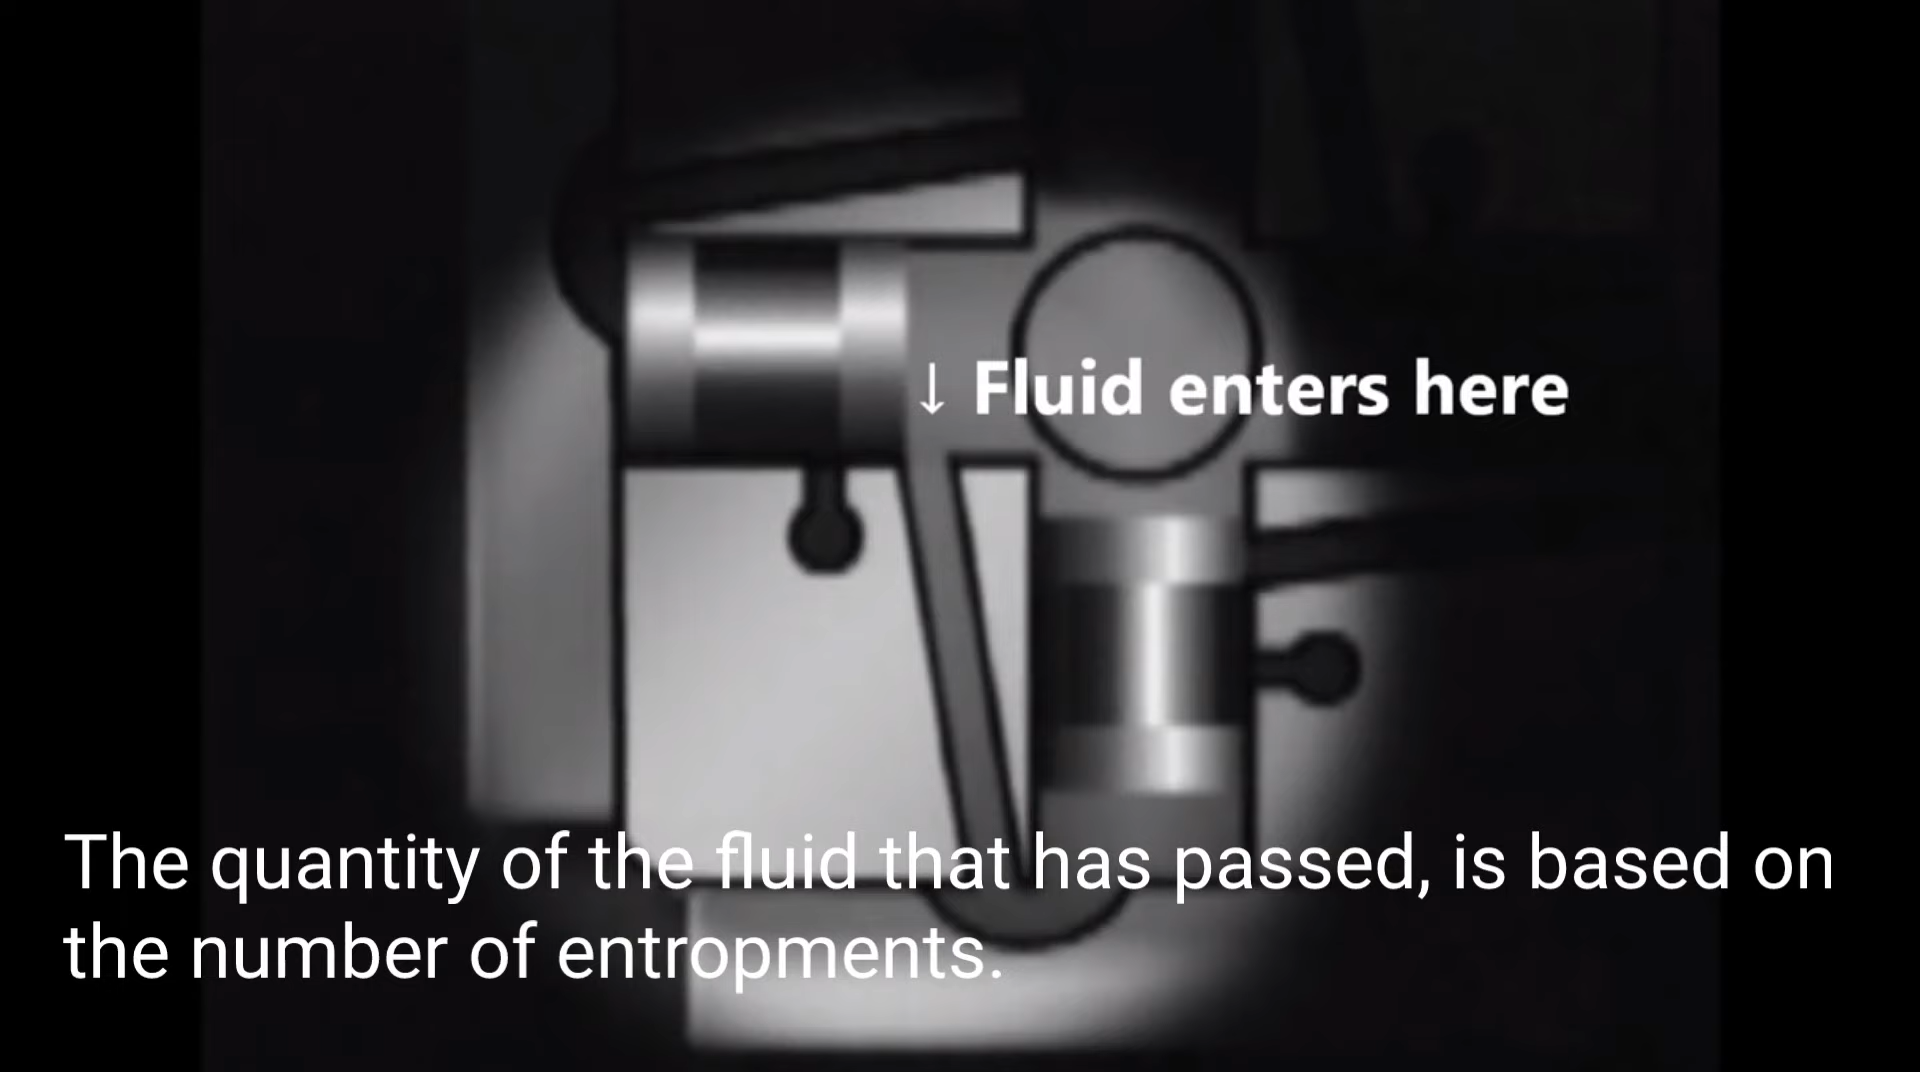 ↓ Fluid enters here
The quantity of the fluid that has passed, is based on
the number of entropments.